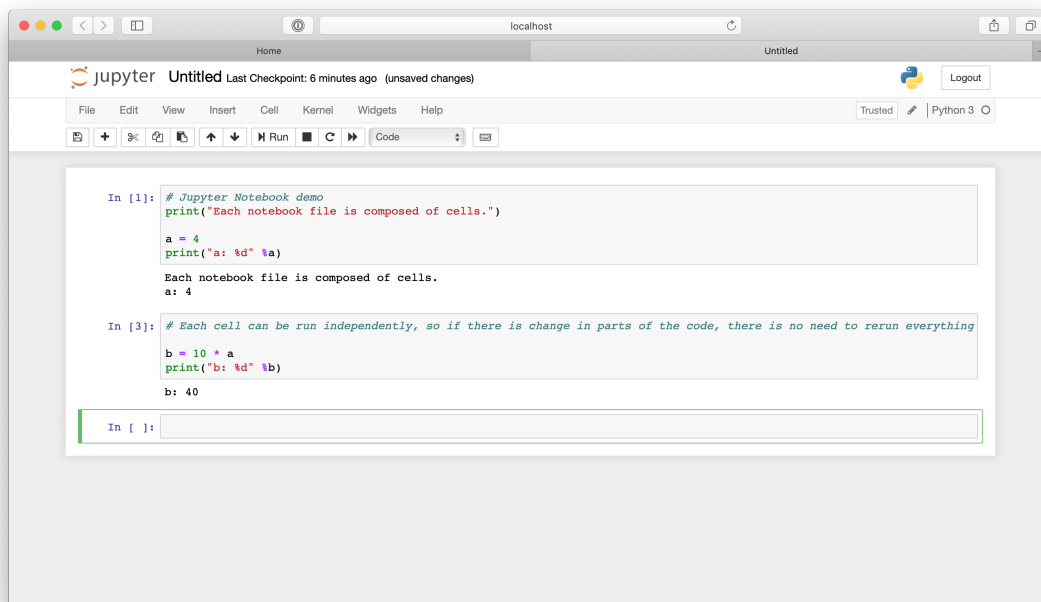 localhost
Home
Untitled
jupyter Untitled Last Checkpoint: 6 minutes ago (unsaved changes)
Logout
File Edit View Insert Cell Kernel Widgets Help
Trusted Python 3
Run Code
In [1]: # Jupyter Notebook demo
print("Each notebook file is composed of cells.")
a = 4
print("a: %d" %a)
Each notebook file is composed of cells.
a: 4
In [3]: # Each cell can be run independently, so if there is change in parts of the code, there is no need to rerun everything
b = 10 * a
print("b: %d" %b)
b: 40
In [ ]: